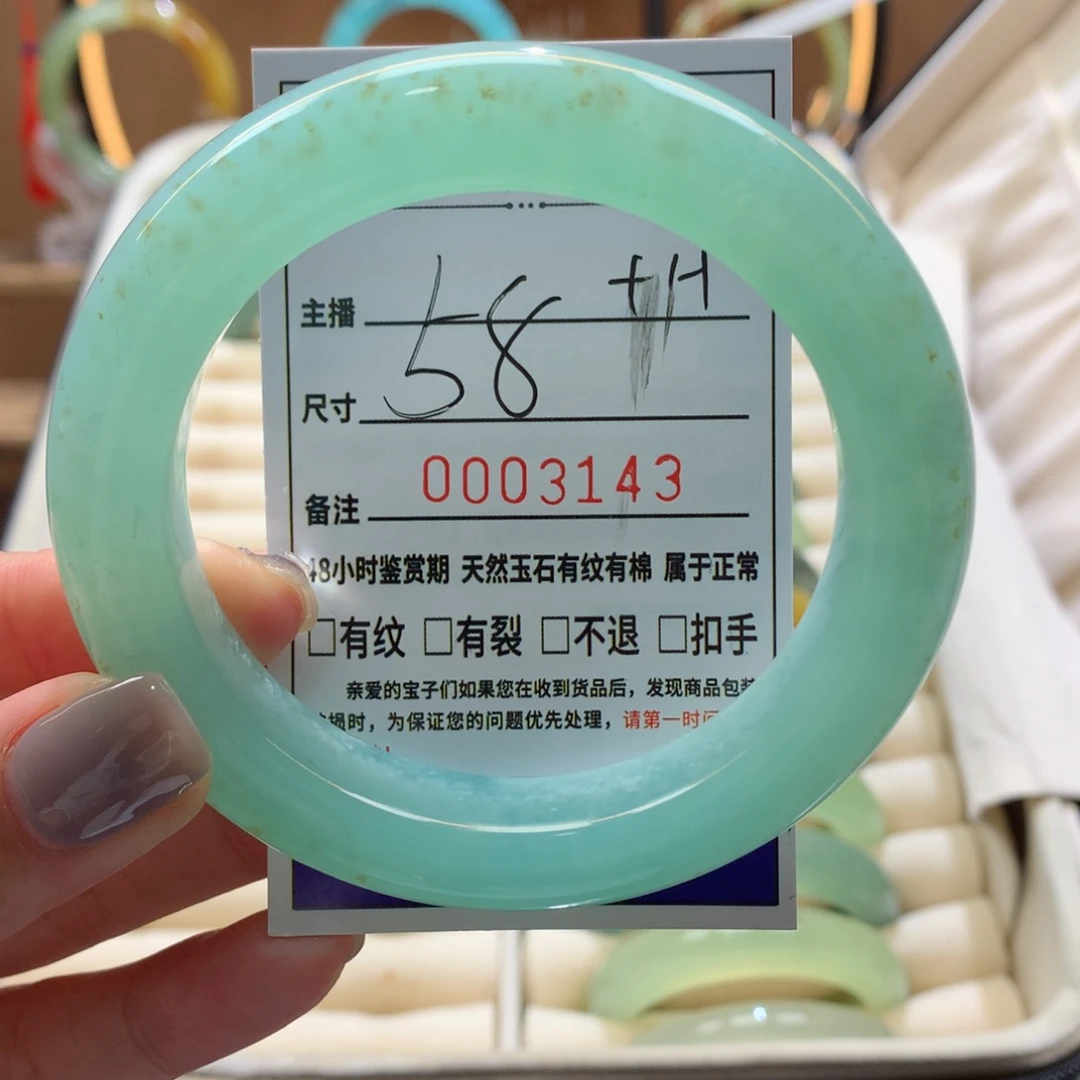 主播
58 +H
尺寸
0003143
备注
48小时鉴赏期 天然玉石有纹有棉 属于正常
□有纹 □有裂 □不退 □扣手
亲爱的宝子们如果您在收到货品后，发现商品包装
损时，为保证您的问题优先处理，请第一时间